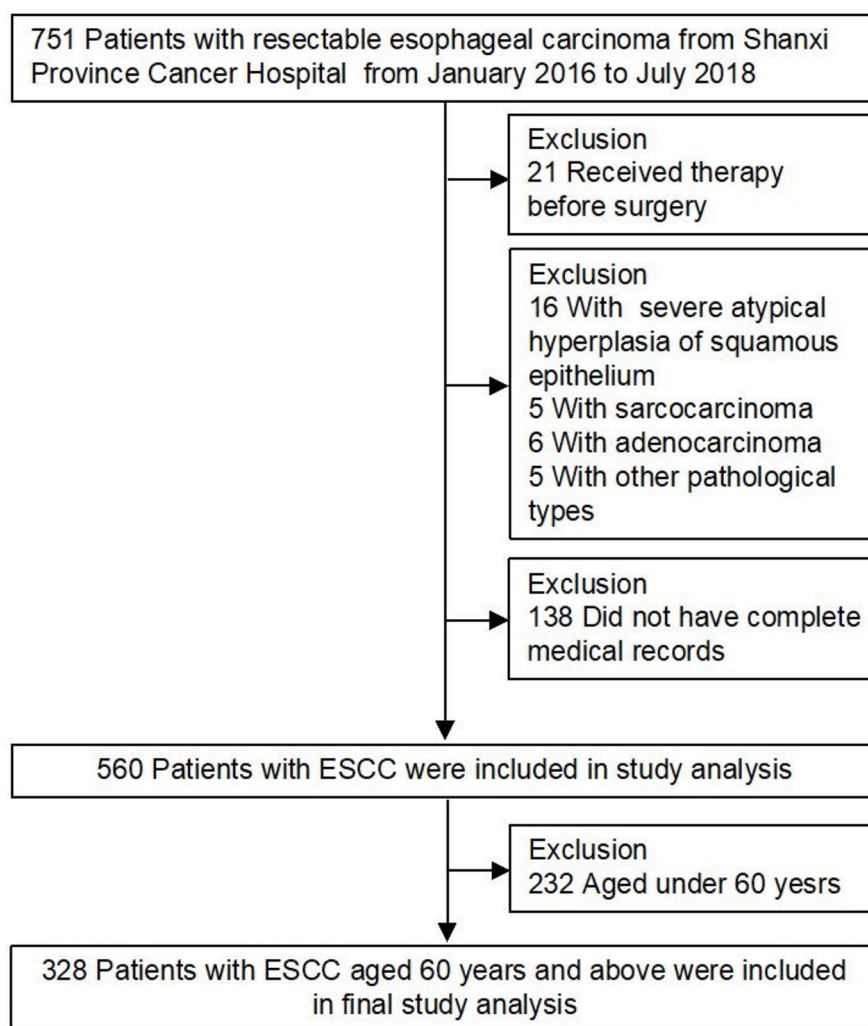 751 Patients with resectable esophageal carcinoma from Shanxi
Province Cancer Hospital from January 2016 to July 2018
Exclusion
21 Received therapy
before surgery
Exclusion
16 With severe atypical
hyperplasia of squamous
epithelium
5 With sarcocarcinoma
6 With adenocarcinoma
5 With other pathological
types
Exclusion
138 Did not have complete
medical records
560 Patients with ESCC were included in study analysis
Exclusion
232 Aged under 60 yesrs
328 Patients with ESCC aged 60 years and above were included
in final study analysis